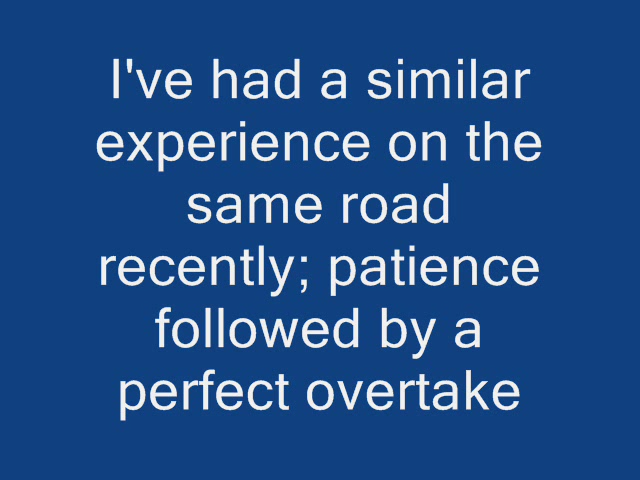 I've had a similar
experience on the
same road
recently; patience
followed by a
perfect overtake